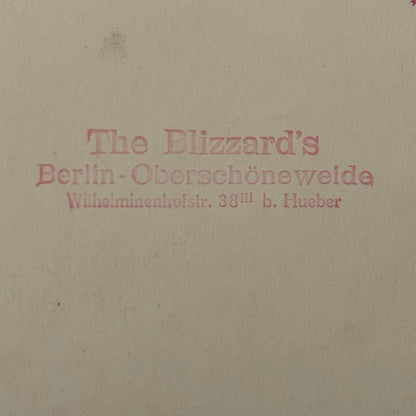 The Blizzard's
Berlin-Oberschöneweide
Wilhelminenhofstr. 38III b. Hueber